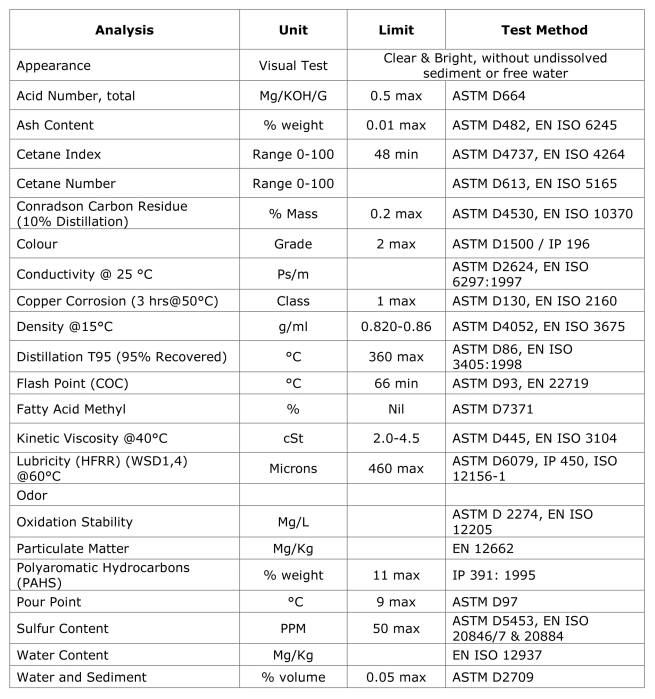 Analysis Unit Limit Test Method
Appearance Visual Test Clear & Bright, without undissolved
sediment or free water
Acid Number, total Mg/KOH/G 0.5 max ASTM D664
Ash Content % weight 0.01 max ASTM D482, EN ISO 6245
Cetane Index Range 0-100 48 min ASTM D4737, EN ISO 4264
Cetane Number Range 0-100 ASTM D613, EN ISO 5165
Conradson Carbon Residue
(10% Distillation) % Mass 0.2 max ASTM D4530, EN ISO 10370
Colour Grade 2 max ASTM D1500 / IP 196
Conductivity @ 25 °C Ps/m ASTM D2624, EN ISO
6297:1997
Copper Corrosion (3 hrs@50°C) Class 1 max ASTM D130, EN ISO 2160
Density @15°C g/ml 0.820-0.86 ASTM D4052, EN ISO 3675
Distillation T95 (95% Recovered) °C 360 max ASTM D86, EN ISO
3405:1998
Flash Point (COC) °C 66 min ASTM D93, EN 22719
Fatty Acid Methyl % Nil ASTM D7371
Kinetic Viscosity @40°C cSt 2.0-4.5 ASTM D445, EN ISO 3104
Lubricity (HFRR) (WSD1,4)
@60°C Microns 460 max ASTM D6079, IP 450, ISO
12156-1
Odor
Oxidation Stability Mg/L ASTM D 2274, EN ISO
12205
Particulate Matter Mg/Kg EN 12662
Polyaromatic Hydrocarbons
(PAHS) % weight 11 max IP 391: 1995
Pour Point °C 9 max ASTM D97
Sulfur Content PPM 50 max ASTM D5453, EN ISO
20846/7 & 20884
Water Content Mg/Kg EN ISO 12937
Water and Sediment % volume 0.05 max ASTM D2709